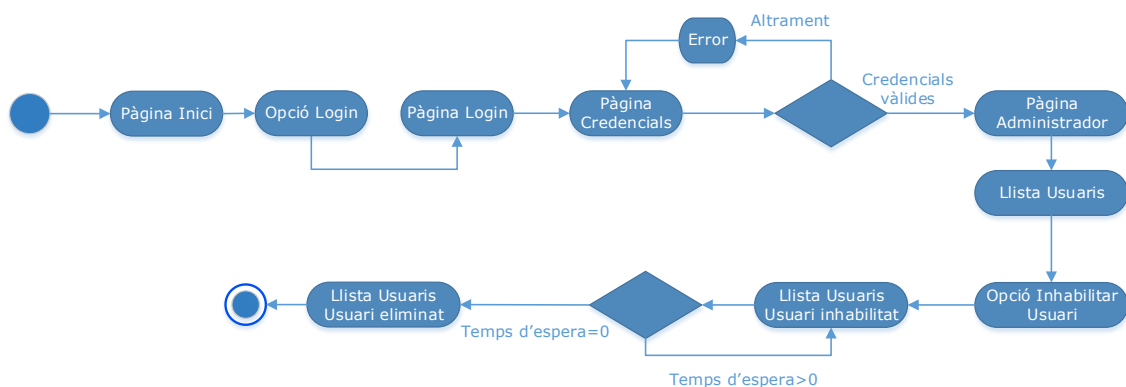 Altrament
Error
Credencials
vàlides
Pàgina Inici
Opció Login
Pàgina Login
Pàgina
Credencials
Pàgina
Administrador
Llista Usuaris
Opció Inhabilitar
Usuari
Llista Usuaris
Usuari inhabilitat
Llista Usuaris
Usuari eliminat
Temps d’espera=0
Temps d’espera>0